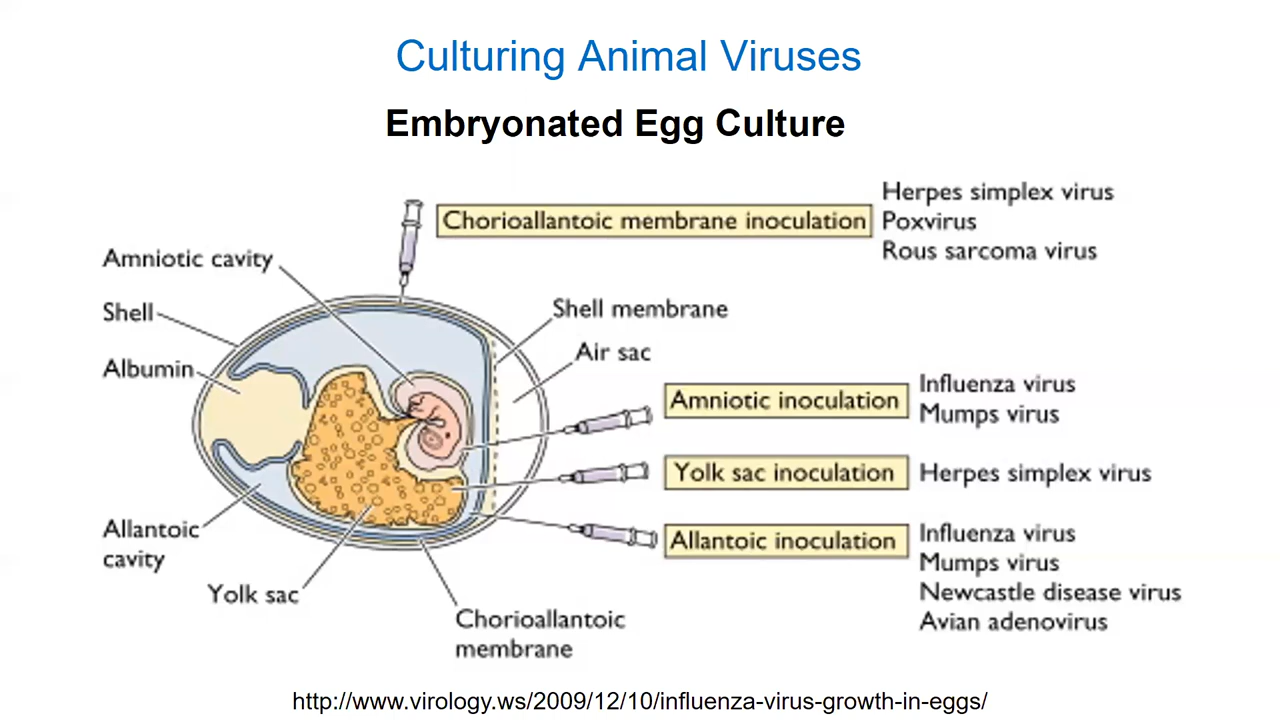 Culturing Animal Viruses
Embryonated Egg Culture
Chorioallantoic membrane inoculation
Herpes simplex virus
Poxvirus
Rous sarcoma virus
Amniotic cavity
Shell
Albumin
Shell membrane
Air sac
Amniotic inoculation
Influenza virus
Mumps virus
Yolk sac inoculation
Herpes simplex virus
Allantoic inoculation
Influenza virus
Mumps virus
Newcastle disease virus
Avian adenovirus
Allantoic
cavity
Yolk sac
Chorioallantoic
membrane
http://www.virology.ws/2009/12/10/influenza-virus-growth-in-eggs/